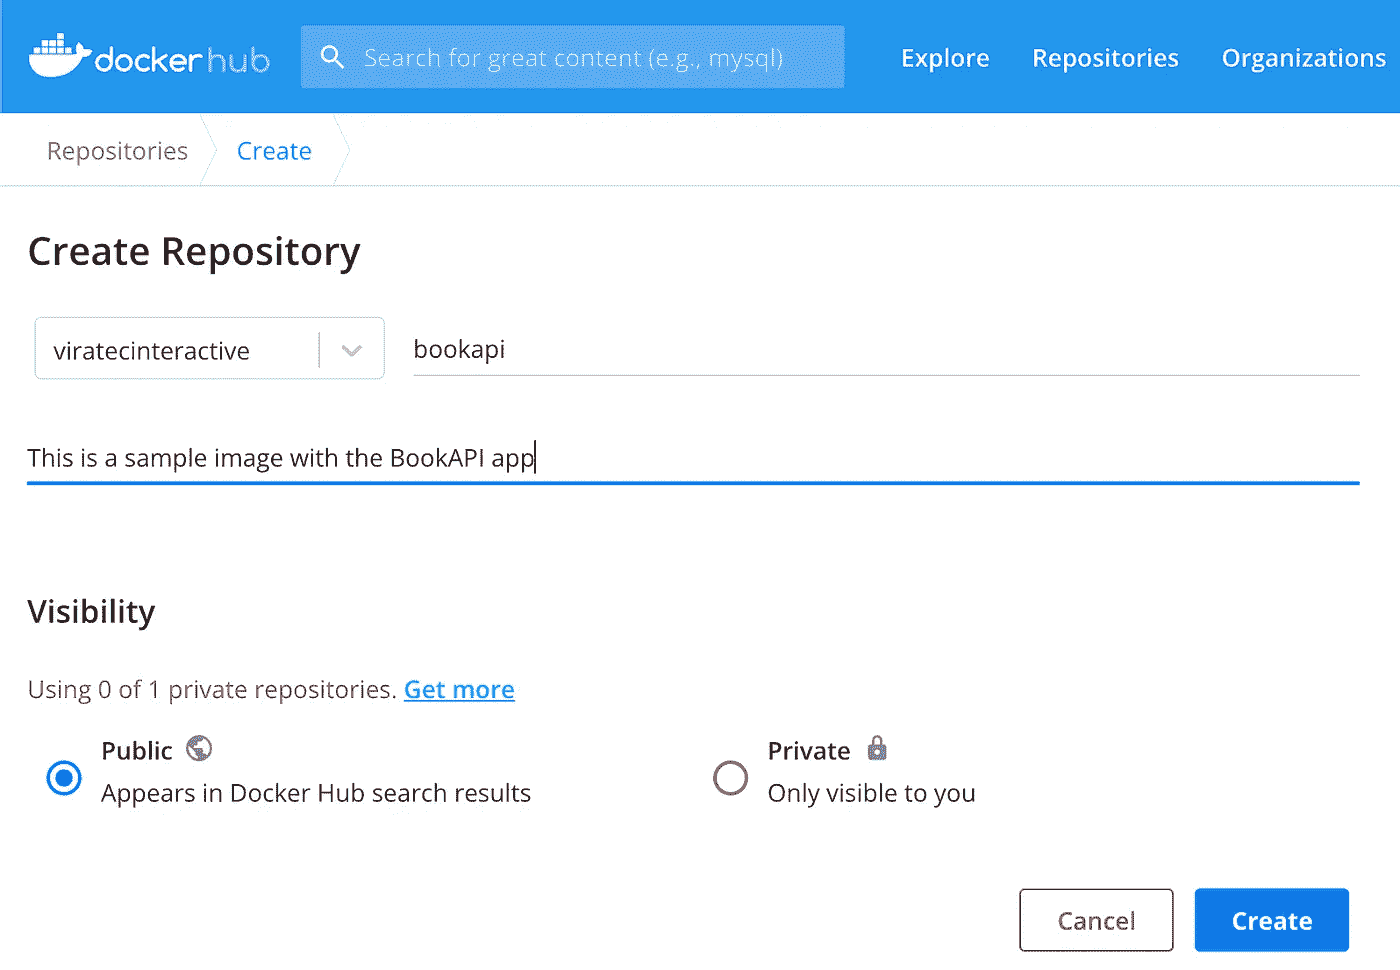 dockerhub
Search for great content (e.g., mysql)
Explore
Repositories
Organizations
Repositories
Create
Create Repository
viratecinteractive
bookapi
This is a sample image with the BookAPI app
Visibility
Using 0 of 1 private repositories. Get more
Public
Appears in Docker Hub search results
Private
Only visible to you
Cancel
Create